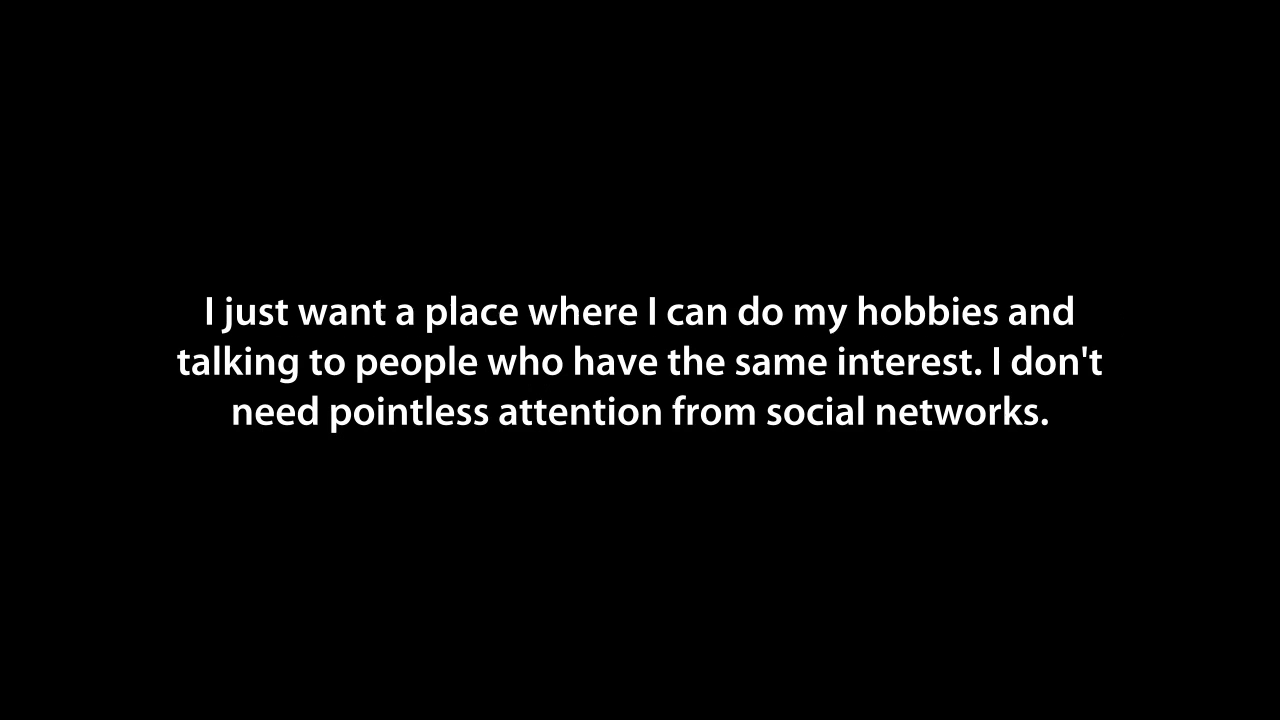 I just want a place where I can do my hobbies and
talking to people who have the same interest. I don't
need pointless attention from social networks.